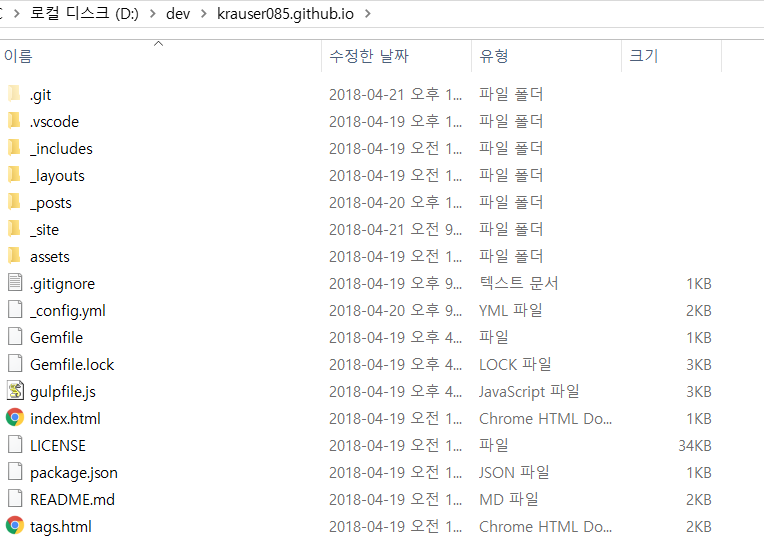 로컬 디스크 (D:) > dev > krauser085.github.io >
이름 수정한 날짜 유형 크기
.git 2018-04-21 오후 1... 파일 폴더
.vscode 2018-04-19 오후 1... 파일 폴더
_includes 2018-04-19 오전 1... 파일 폴더
_layouts 2018-04-19 오전 1... 파일 폴더
_posts 2018-04-20 오후 1... 파일 폴더
_site 2018-04-21 오전 9... 파일 폴더
assets 2018-04-19 오전 1... 파일 폴더
.gitignore 2018-04-19 오후 9... 텍스트 문서 1KB
_config.yml 2018-04-20 오후 9... YML 파일 2KB
Gemfile 2018-04-19 오후 4... 파일 1KB
Gemfile.lock 2018-04-19 오후 4... LOCK 파일 3KB
gulpfile.js 2018-04-19 오후 4... JavaScript 파일 3KB
index.html 2018-04-19 오전 1... Chrome HTML Do... 1KB
LICENSE 2018-04-19 오전 1... 파일 34KB
package.json 2018-04-19 오전 1... JSON 파일 1KB
README.md 2018-04-19 오전 1... MD 파일 2KB
tags.html 2018-04-19 오전 1... Chrome HTML Do... 2KB